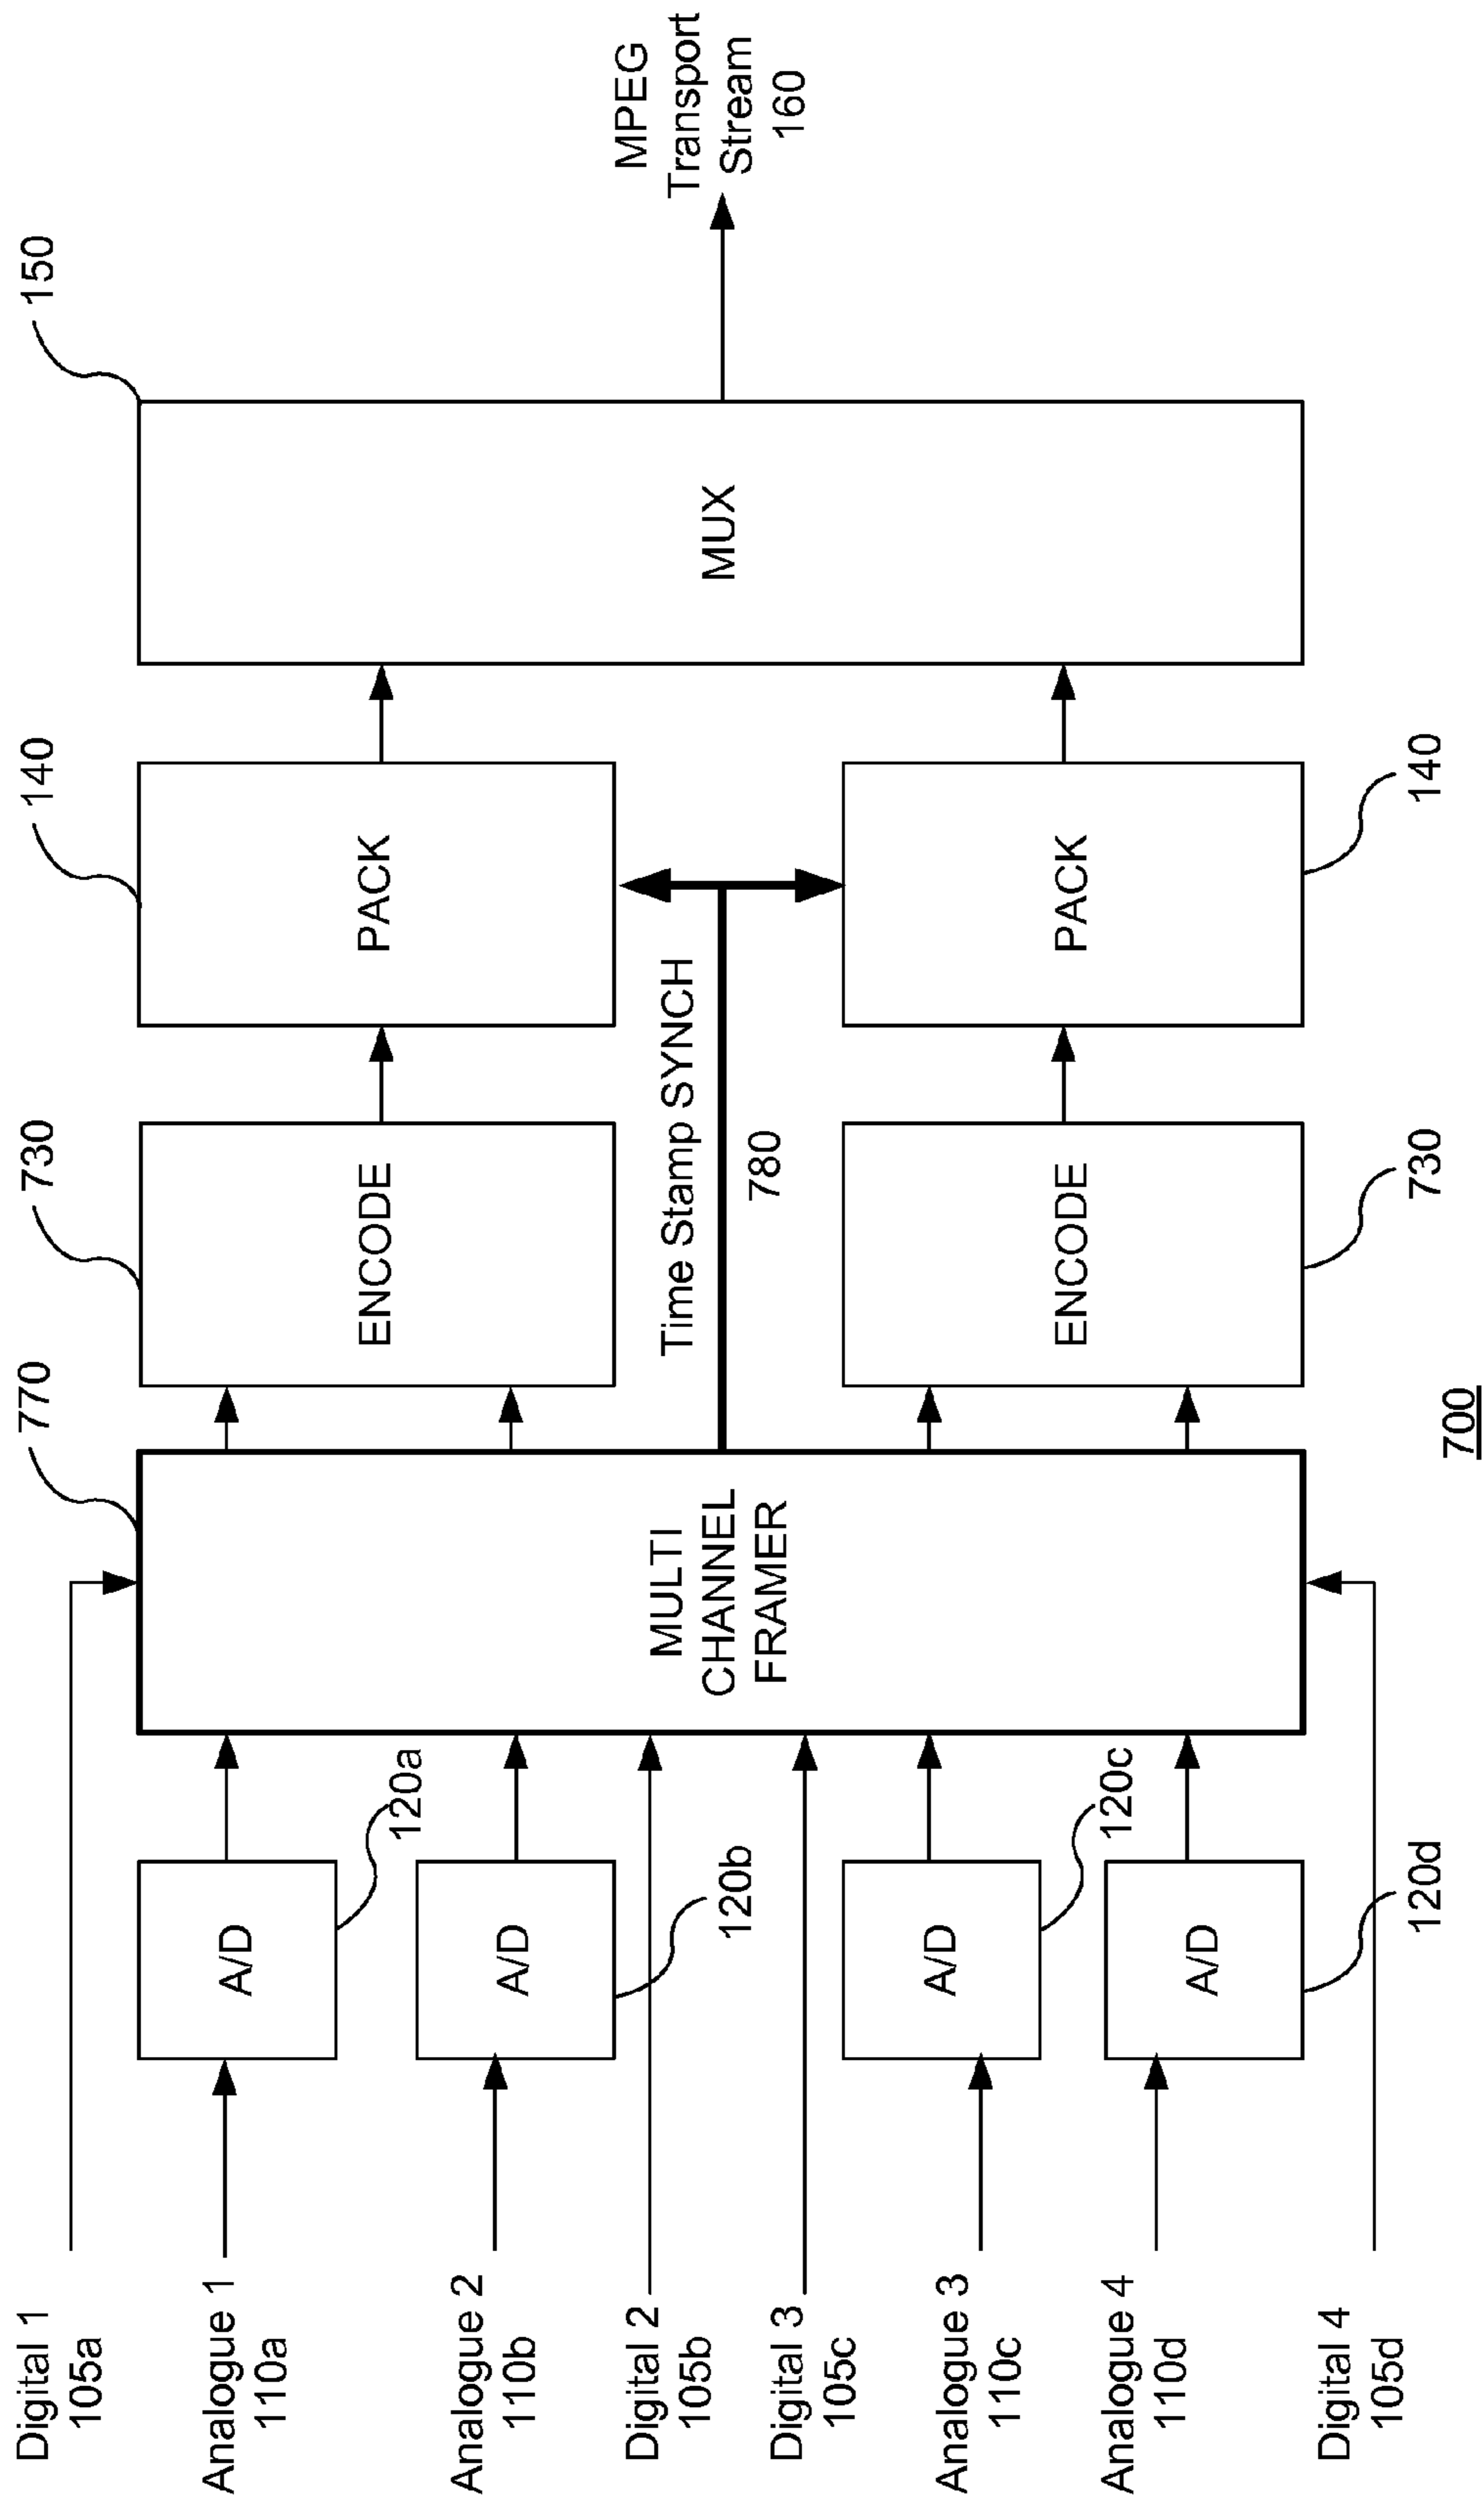 Digital 1
105a
Analogue 1
110a
Analogue 2
110b
Digital 2
105b
Digital 3
105c
Analogue 3
110c
Analogue 4
110d
Digital 4
105d
A/D
120a
A/D
120b
A/D
120c
A/D
120d
MULTI
CHANNEL
FRAMER
770
ENCODE
730
ENCODE
730
Time Stamp SYNCH
780
PACK
140
PACK
140
MUX
150
MPEG
Transport
Stream
160
700